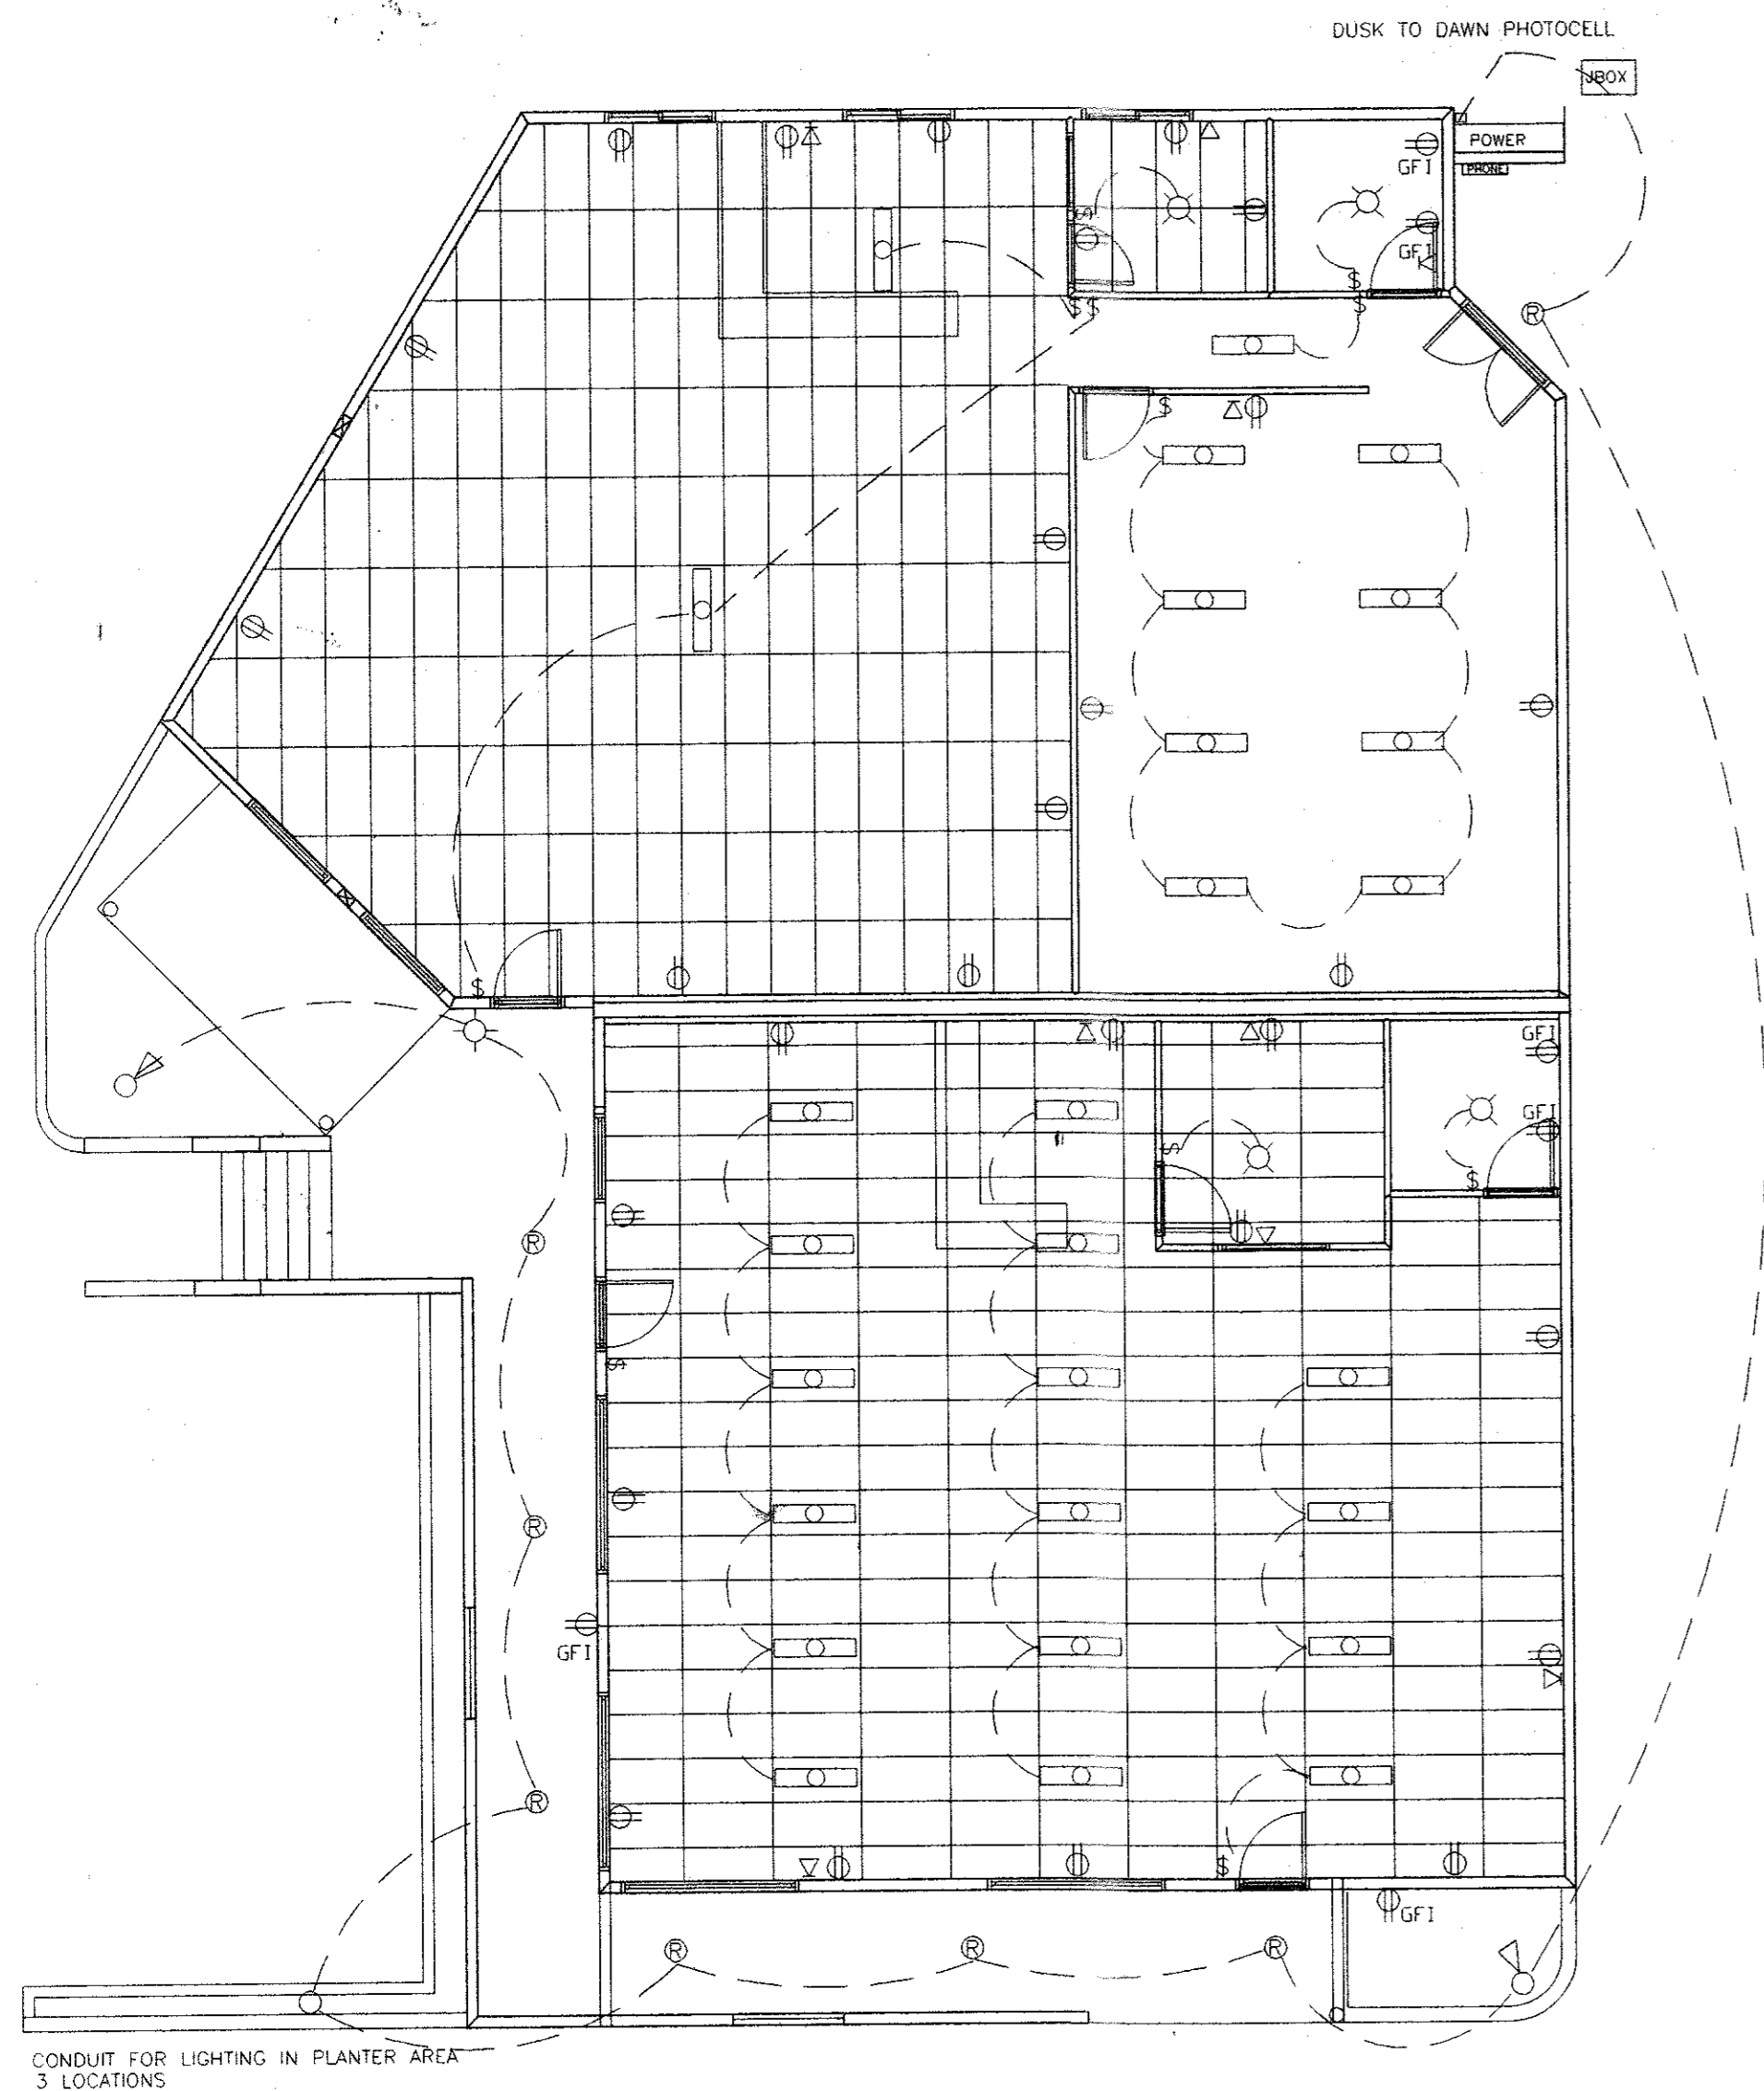 DUSK TO DAWN PHOTOCELL
JBOX
POWER
PHONE
GFI
GFI
$
$
$
$ $
$
$
$
GFI
GFI
$
$
R
R
$
R
GFI
R
$
GFI
R
R
R
CONDUIT FOR LIGHTING IN PLANTER AREA
3 LOCATIONS